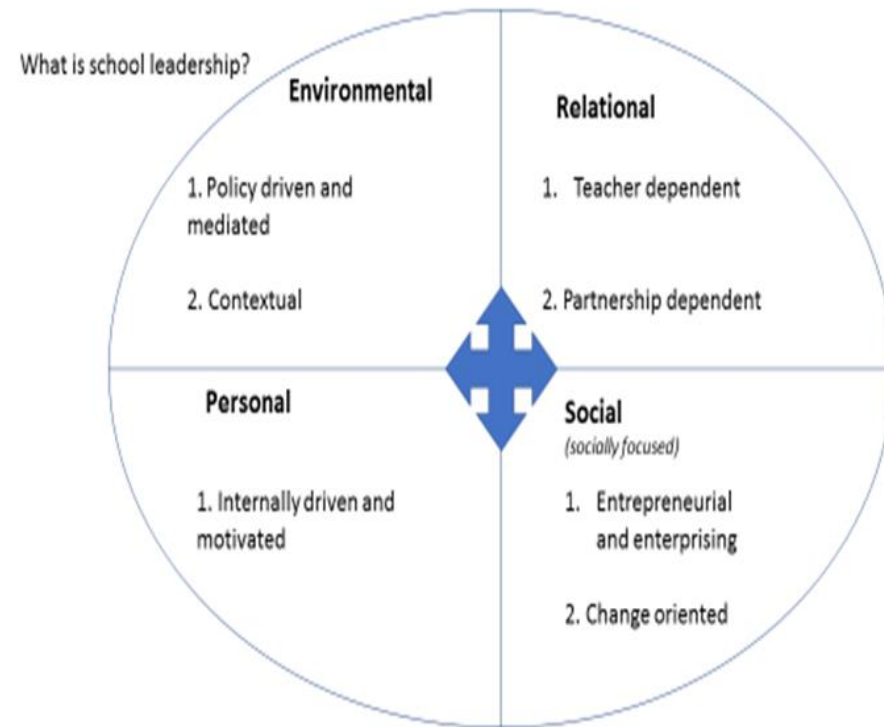 What is school leadership?
Environmental
1. Policy driven and
mediated
2. Contextual
Relational
1. Teacher dependent
2. Partnership dependent
Personal
1. Internally driven and
motivated
Social
(socially focused)
1. Entrepreneurial
and enterprising
2. Change oriented